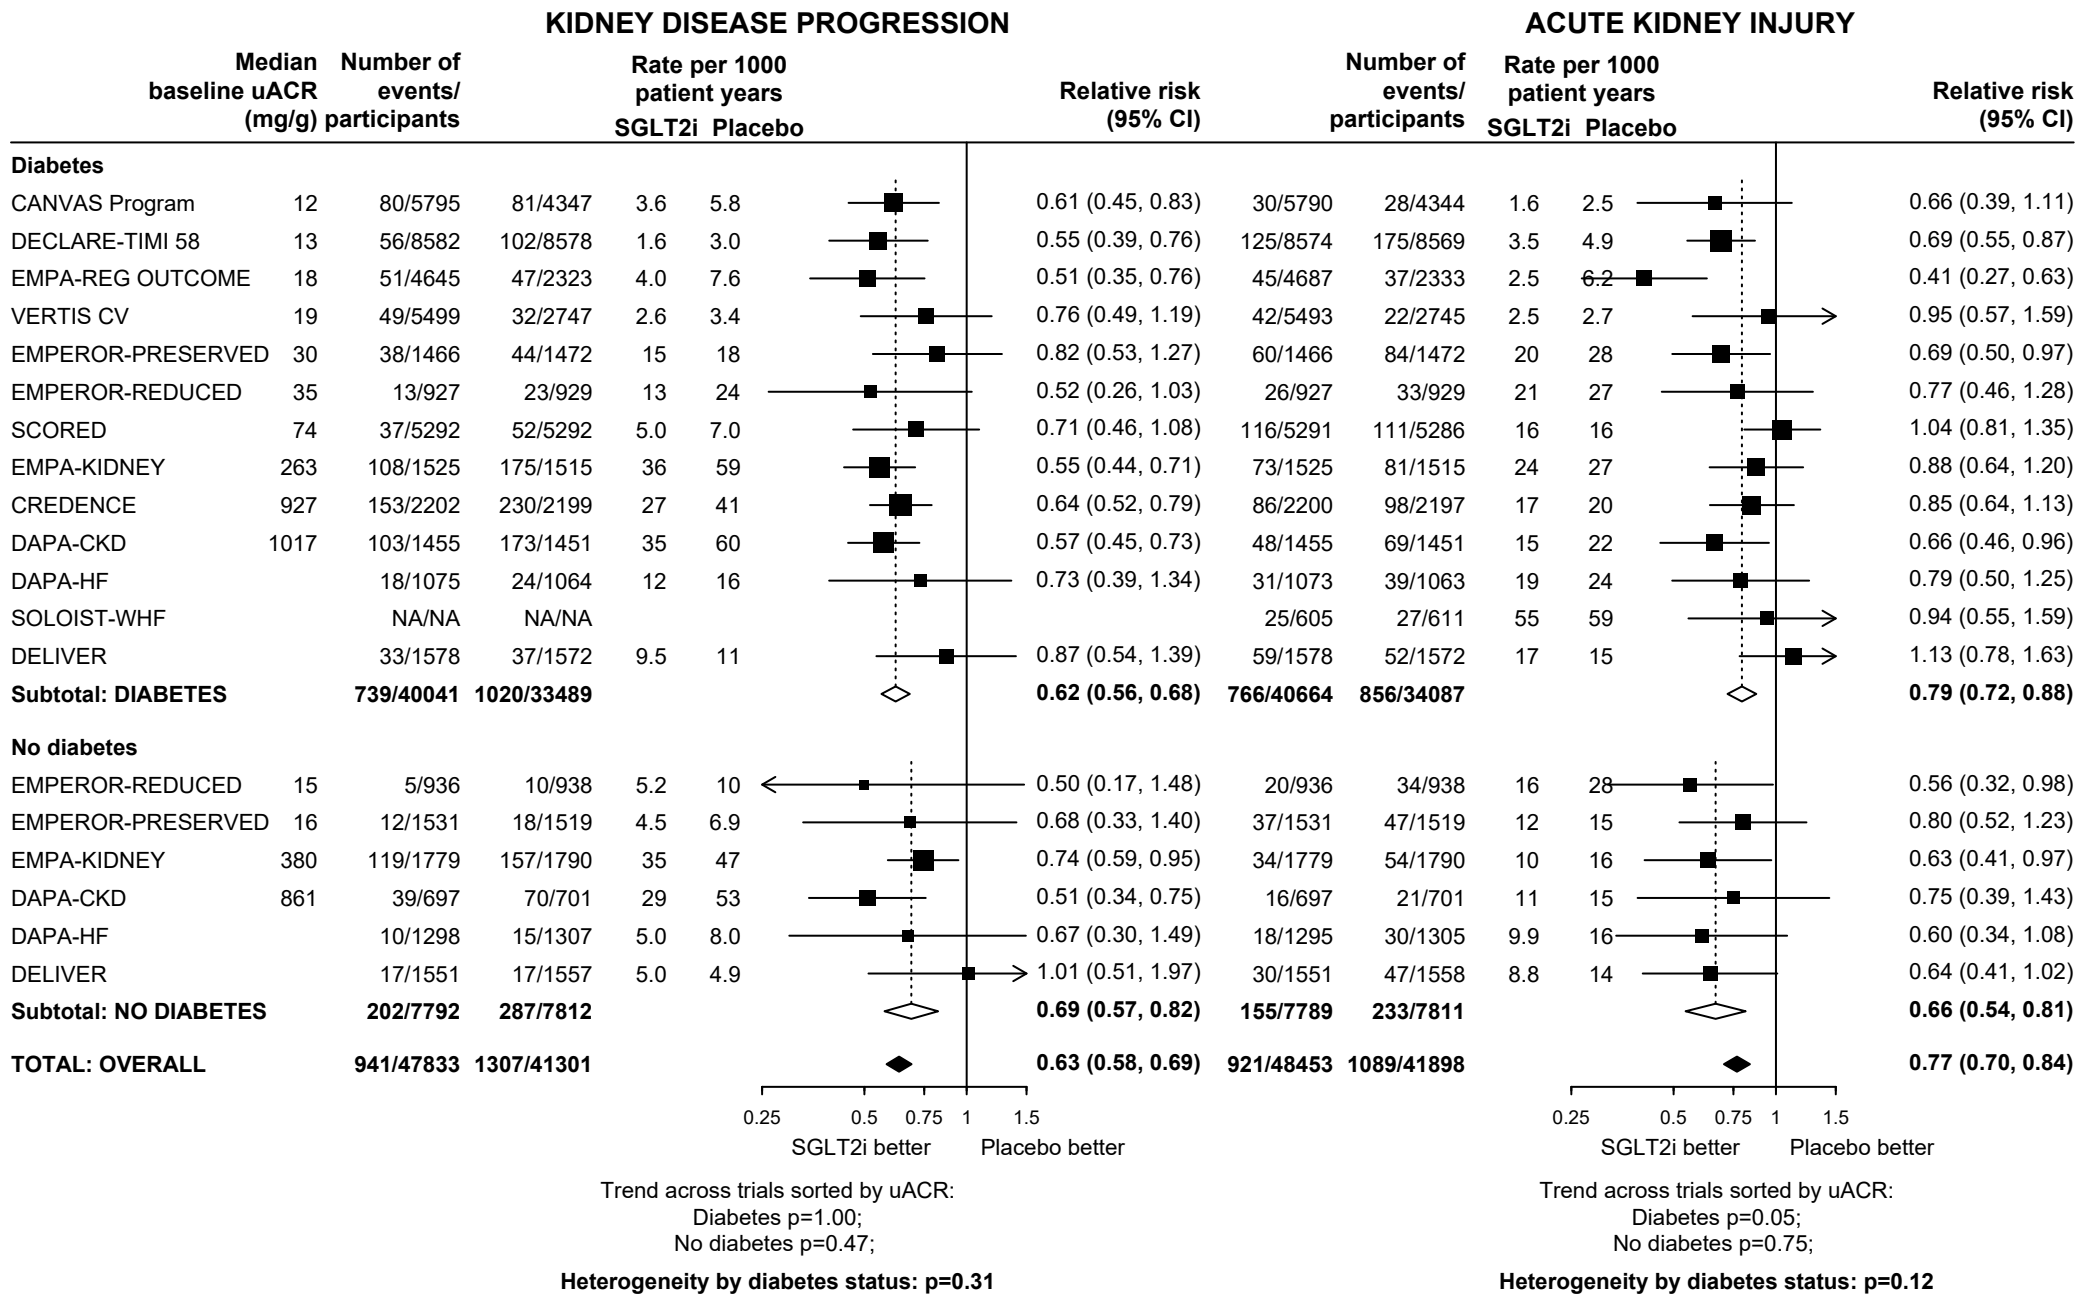 KIDNEY DISEASE PROGRESSION ACUTE KIDNEY INJURY
Median Number of Rate per 1000 Number of Rate per 1000
baseline uACR events/ patient years Relative risk events/ patient years Relative risk
(mg/g) participants SGLT2i Placebo (95% CI) participants SGLT2i Placebo (95% CI)
Diabetes
CANVAS Program 12 80/5795 81/4347 3.6 5.8 0.61 (0.45, 0.83) 30/5790 28/4344 1.6 2.5 0.66 (0.39, 1.11)
DECLARE-TIMI 58 13 56/8582 102/8578 1.6 3.0 0.55 (0.39, 0.76) 125/8574 175/8569 3.5 4.9 0.69 (0.55, 0.87)
EMPA-REG OUTCOME 18 51/4645 47/2323 4.0 7.6 0.51 (0.35, 0.76) 45/4687 37/2333 2.5 6.2 0.41 (0.27, 0.63)
VERTIS CV 19 49/5499 32/2747 2.6 3.4 0.76 (0.49, 1.19) 42/5493 22/2745 2.5 2.7 0.95 (0.57, 1.59)
EMPEROR-PRESERVED 30 38/1466 44/1472 15 18 0.82 (0.53, 1.27) 60/1466 84/1472 20 28 0.69 (0.50, 0.97)
EMPEROR-REDUCED 35 13/927 23/929 13 24 0.52 (0.26, 1.03) 26/927 33/929 21 27 0.77 (0.46, 1.28)
SCORED 74 37/5292 52/5292 5.0 7.0 0.71 (0.46, 1.08) 116/5291 111/5286 16 16 1.04 (0.81, 1.35)
EMPA-KIDNEY 263 108/1525 175/1515 36 59 0.55 (0.44, 0.71) 73/1525 81/1515 24 27 0.88 (0.64, 1.20)
CREDENCE 927 153/2202 230/2199 27 41 0.64 (0.52, 0.79) 86/2200 98/2197 17 20 0.85 (0.64, 1.13)
DAPA-CKD 1017 103/1455 173/1451 35 60 0.57 (0.45, 0.73) 48/1455 69/1451 15 22 0.66 (0.46, 0.96)
DAPA-HF 18/1075 24/1064 12 16 0.73 (0.39, 1.34) 31/1073 39/1063 19 24 0.79 (0.50, 1.25)
SOLOIST-WHF NA/NA NA/NA 25/605 27/611 55 59 0.94 (0.55, 1.59)
DELIVER 33/1578 37/1572 9.5 11 0.87 (0.54, 1.39) 59/1578 52/1572 17 15 1.13 (0.78, 1.63)
Subtotal: DIABETES 739/40041 1020/33489 0.62 (0.56, 0.68) 766/40664 856/34087 0.79 (0.72, 0.88)
No diabetes
EMPEROR-REDUCED 15 5/936 10/938 5.2 10 0.50 (0.17, 1.48) 20/936 34/938 16 28 0.56 (0.32, 0.98)
EMPEROR-PRESERVED 16 12/1531 18/1519 4.5 6.9 0.68 (0.33, 1.40) 37/1531 47/1519 12 15 0.80 (0.52, 1.23)
EMPA-KIDNEY 380 119/1779 157/1790 35 47 0.74 (0.59, 0.95) 34/1779 54/1790 10 16 0.63 (0.41, 0.97)
DAPA-CKD 861 39/697 70/701 29 53 0.51 (0.34, 0.75) 16/697 21/701 11 15 0.75 (0.39, 1.43)
DAPA-HF 10/1298 15/1307 5.0 8.0 0.67 (0.30, 1.49) 18/1295 30/1305 9.9 16 0.60 (0.34, 1.08)
DELIVER 17/1551 17/1557 5.0 4.9 1.01 (0.51, 1.97) 30/1551 47/1558 8.8 14 0.64 (0.41, 1.02)
Subtotal: NO DIABETES 202/7792 287/7812 0.69 (0.57, 0.82) 155/7789 233/7811 0.66 (0.54, 0.81)
TOTAL: OVERALL 941/47833 1307/41301 0.63 (0.58, 0.69) 921/48453 1089/41898 0.77 (0.70, 0.84)
0.25 0.5 0.75 1 1.5 0.25 0.5 0.75 1 1.5
SGLT2i better Placebo better SGLT2i better Placebo better
Trend across trials sorted by uACR: Trend across trials sorted by uACR:
Diabetes p=1.00; Diabetes p=0.05;
No diabetes p=0.47; No diabetes p=0.75;
Heterogeneity by diabetes status: p=0.31 Heterogeneity by diabetes status: p=0.12